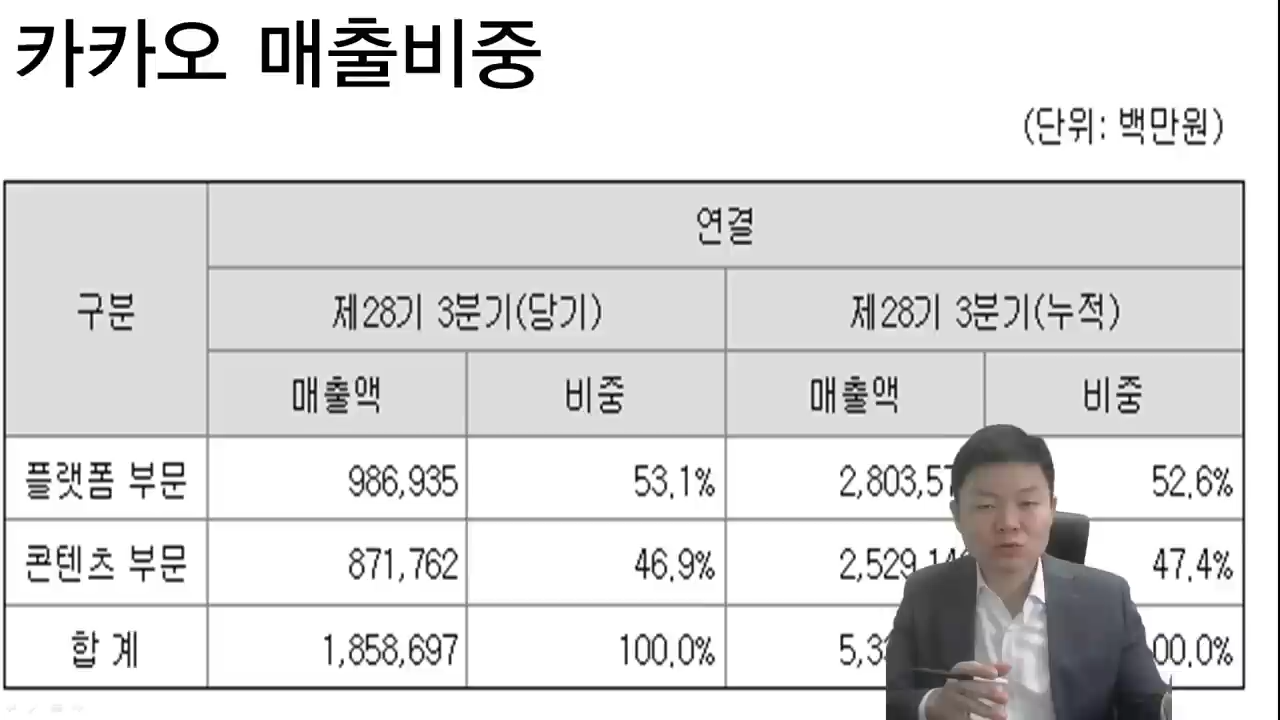 카카오 매출비중
(단위: 백만원)
구분
연결
제28기 3분기(당기)
제28기 3분기(누적)
매출액
비중
매출액
비중
플랫폼 부문
986,935
53.1%
52.6%
콘텐츠 부문
871,762
46.9%
47.4%
합 계
1,858,697
100.0%